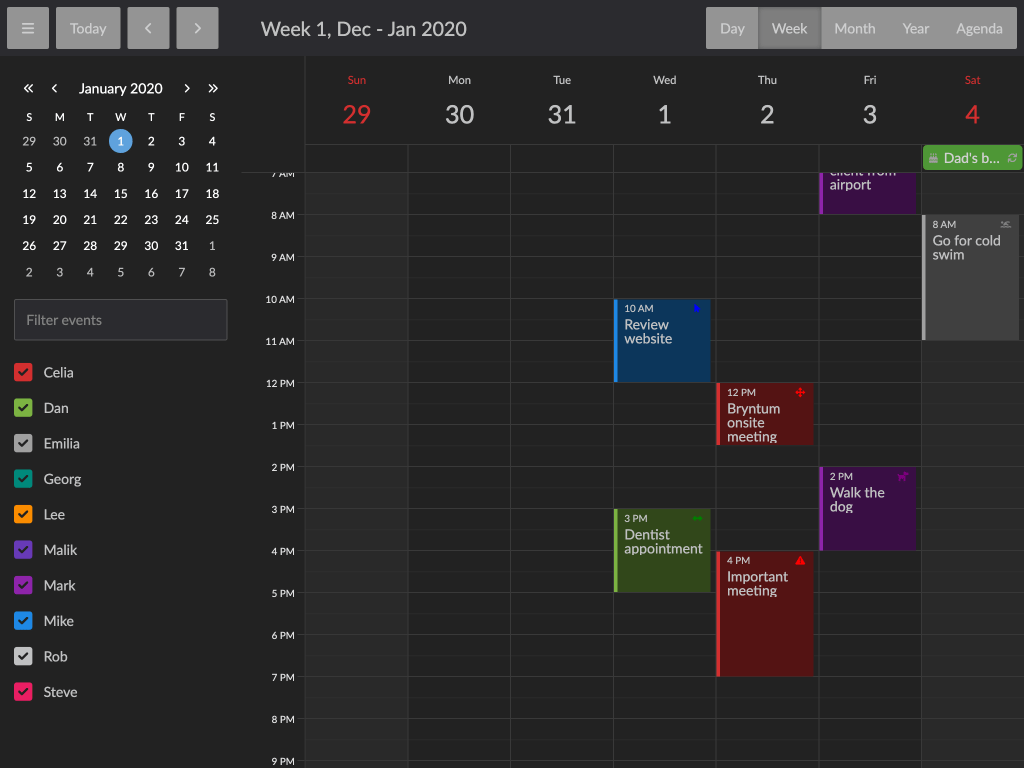 Today
Week 1, Dec - Jan 2020
Day Week Month Year Agenda
January 2020
S M T W T F S
29 30 31 1 2 3 4
5 6 7 8 9 10 11
12 13 14 15 16 17 18
19 20 21 22 23 24 25
26 27 28 29 30 31 1
2 3 4 5 6 7 8
Filter events
Celia
Dan
Emilia
Georg
Lee
Malik
Mark
Mike
Rob
Steve
Sun Mon Tue Wed Thu Fri Sat
29 30 31 1 2 3 4
Dad's b...
7 AM
8 AM
9 AM
10 AM
11 AM
12 PM
1 PM
2 PM
3 PM
4 PM
5 PM
6 PM
7 PM
8 PM
9 PM
10 AM
Review
website
3 PM
Dentist
appointment
12 PM
Bryntum
onsite
meeting
4 PM
Important
meeting
client from
airport
2 PM
Walk the
dog
8 AM
Go for cold
swim